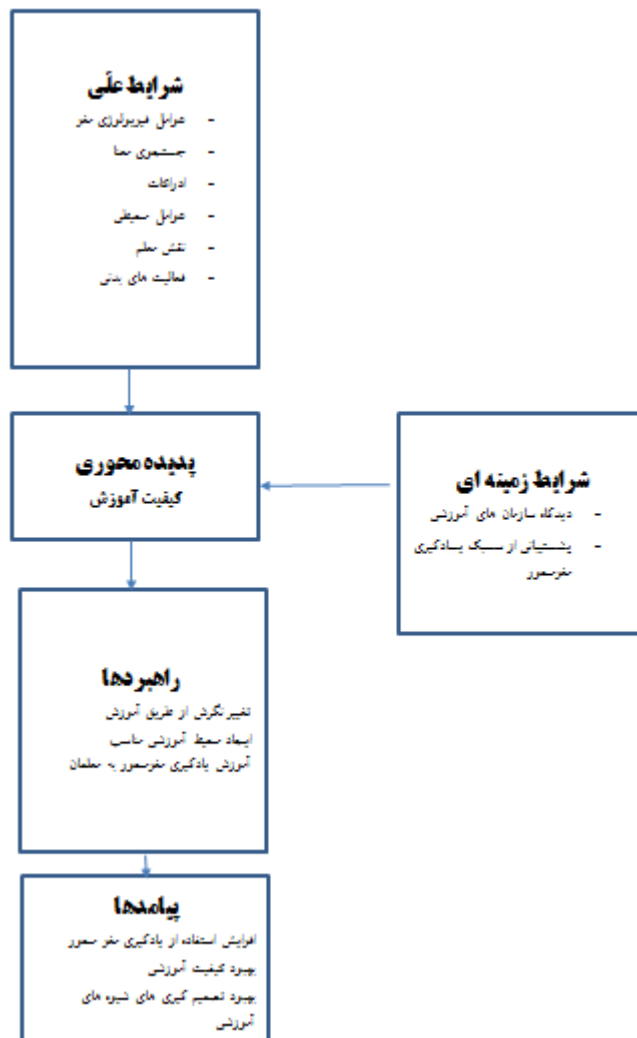 شرایط علّی
- عوامل فیزیولوژی مغز
- جستجوی معنا
- ادراکات
- عوامل محیطی
- نقش معلم
- فعالیت های بدنی
پدیده محوری
کیفیت آموزش
شرایط زمینه ای
- دیدگاه سازمان های آموزشی
- پشتیبانی از سبک یادگیری
مغزمحور
راهبردها
تغییر نگرش از طریق آموزش
ایجاد محیط آموزشی مناسب
آموزش یادگیری مغزمحور به معلمان
پیامدها
افزایش استفاده از یادگیری مغز محور
بهبود کیفیت آموزشی
بهبود تصمیم گیری های شیوه های
آموزشی